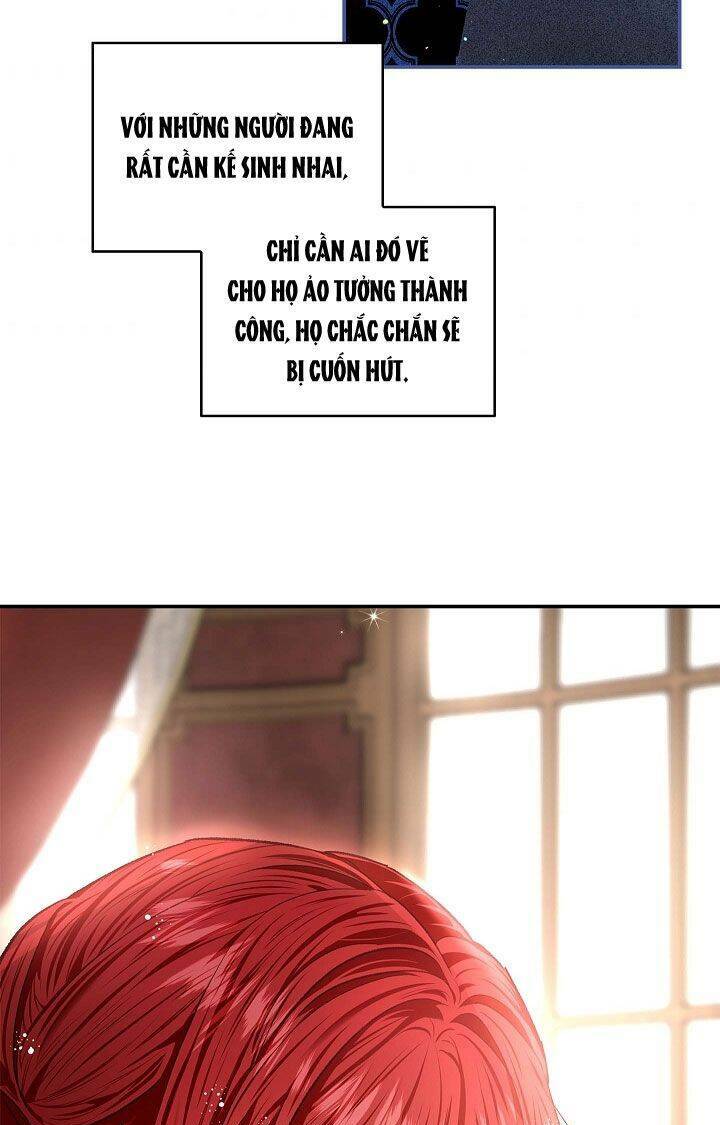 VỚI NHỮNG NGƯỜI ĐANG
RẤT CẦN KẾ SINH NHAI,
CHỈ CẦN AI ĐÓ VẼ
CHO HỌ ẢO TƯỞNG THÀNH
CÔNG, HỌ CHẮC CHẮN SẼ
BỊ CUỐN HÚT.